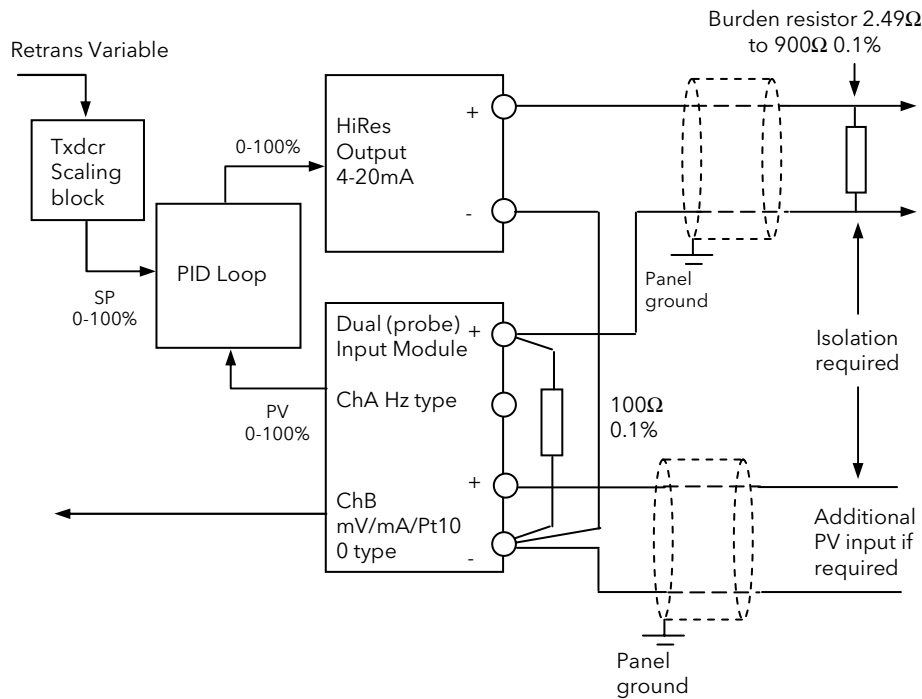 Burden resistor 2.49Ω
to 900Ω 0.1%
Retrans Variable
Txdcr
Scaling
block
0-100%
HiRes
Output
4-20mA
+
-
PID Loop
SP
0-100%
Panel
ground
Dual (probe)
Input Module
+
ChA Hz type
PV
0-100%
100Ω
0.1%
Isolation
required
ChB
mV/mA/Pt10
0 type
+
-
Additional
PV input if
required
Panel
ground